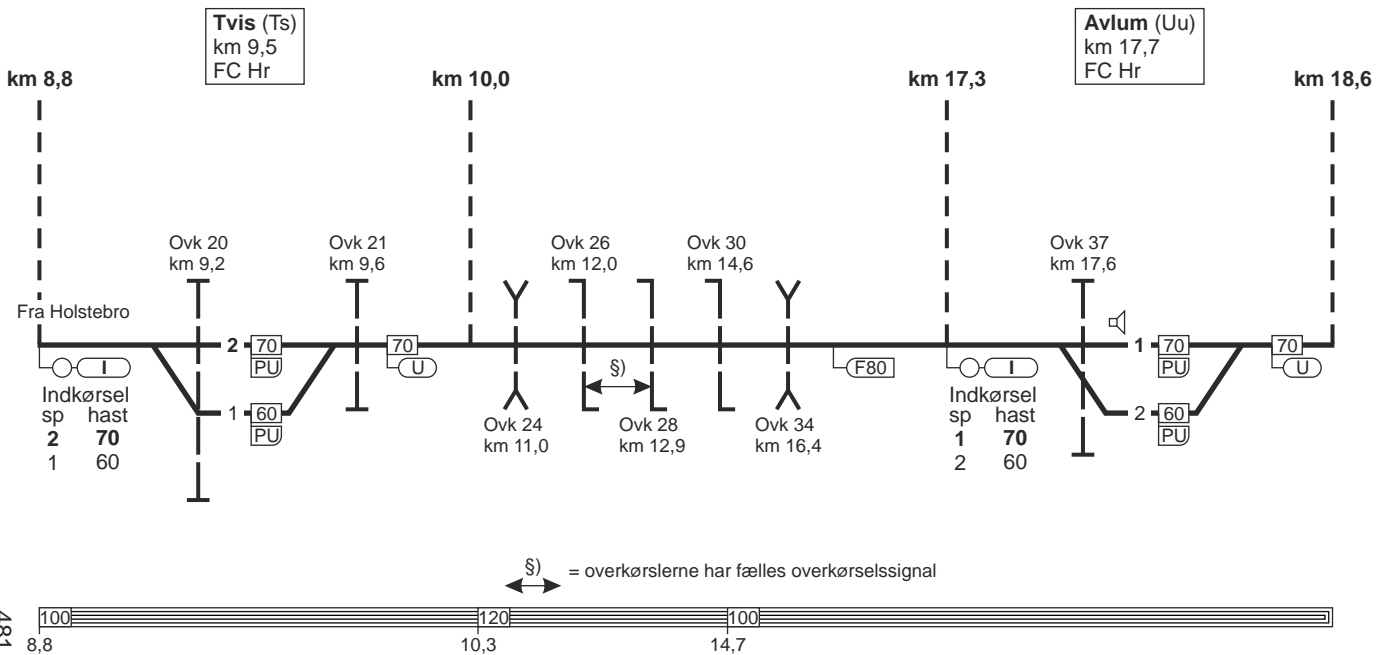 Tvis (Ts)
km 9,5
FC Hr
Avlum (Uu)
km 17,7
FC Hr
km 8,8
km 10,0
km 17,3
km 18,6
Ovk 20
km 9,2
Ovk 21
km 9,6
Ovk 26
km 12,0
Ovk 30
km 14,6
Ovk 37
km 17,6
Fra Holstebro
2 70
PU
70
U
1 70
PU
70
U
I
F80
I
§)
Indkørsel
sp hast
2 70
1 60
1 60
PU
Ovk 24
km 11,0
Ovk 28
km 12,9
Ovk 34
km 16,4
Indkørsel
sp hast
1 70
2 60
2 60
PU
§) = overkørslerne har fælles overkørselssignal
100
120
100
8,8
10,3
14,7
481